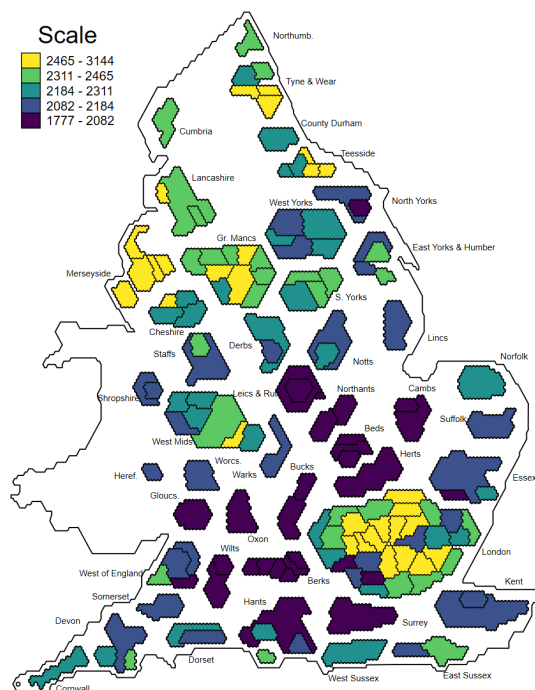 Scale
2465 - 3144
2311 - 2465
2184 - 2311
2082 - 2184
1777 - 2082
Northumb.
Tyne & Wear
County Durham
Cumbria
Teesside
Lancashire
North Yorks
West Yorks
Gr. Mancs
East Yorks & Humber
Merseyside
S. Yorks
Cheshire
Lincs
Derbs
Staffs
Notts
Norfolk
Shropshire
Leics & Rut
Northants
Cambs
Suffolk
Beds
West Mids
Worcs.
Herts
Heref.
Warks
Bucks
Essex
Gloucs.
Oxon
London
Wilts
West of England
Berks
Kent
Somerset
Hants
Devon
Surrey
Dorset
West Sussex
East Sussex
Cornwall